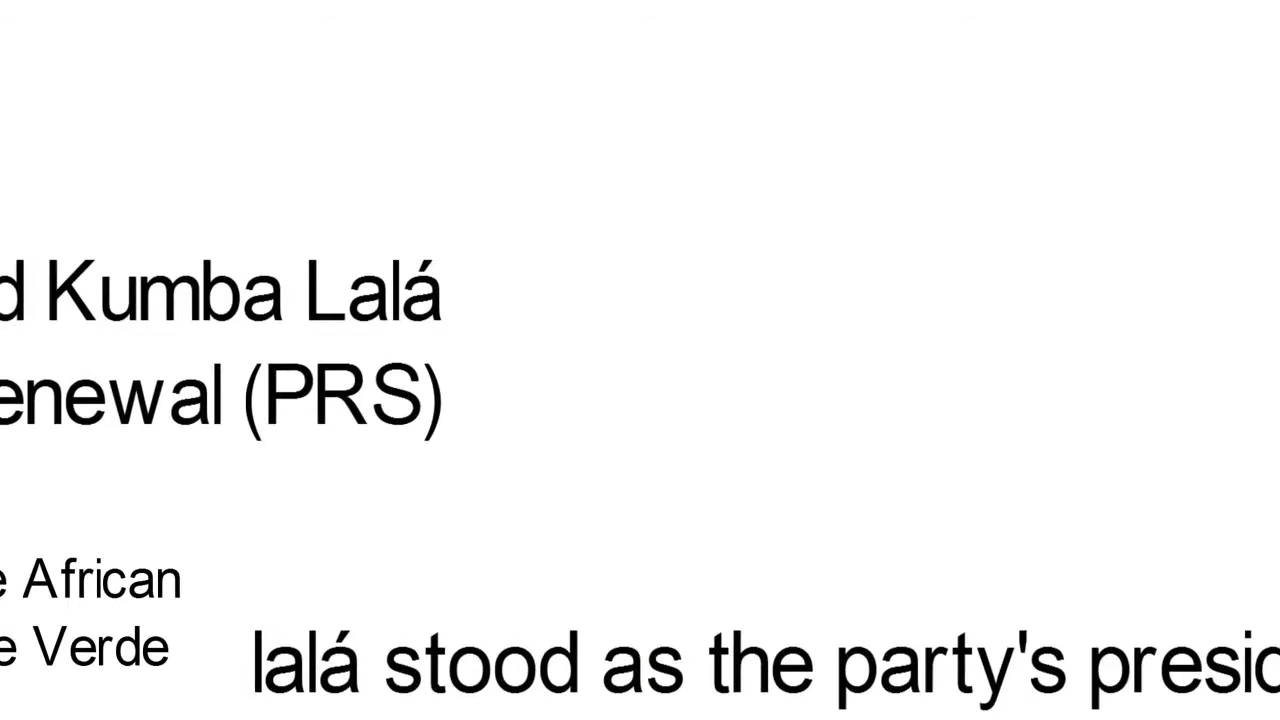 d Kumba Lalá
enewal (PRS)
e African
e Verde
lalá stood as the party's presid